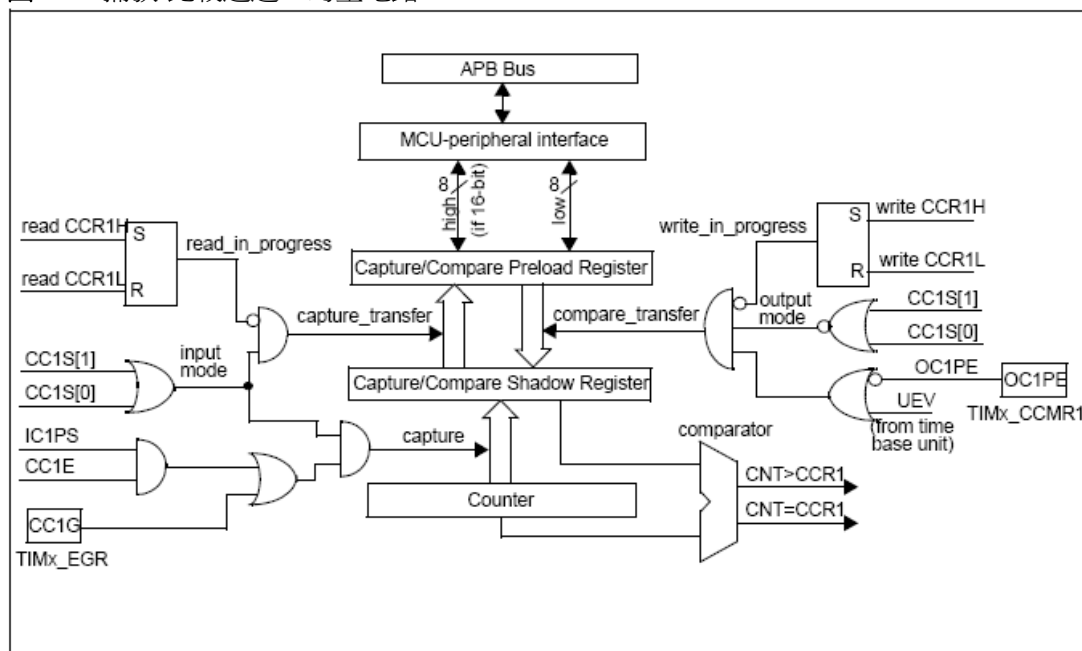 APB Bus
MCU-peripheral interface
8
high
(if 16-bit)
8
low
read CCR1H
S
read_in_progress
read CCR1L
R
write_in_progress
S
write CCR1H
R
write CCR1L
Capture/Compare Preload Register
capture_transfer
compare_transfer
output
mode
CC1S[1]
CC1S[0]
CC1S[1]
CC1S[0]
input
mode
Capture/Compare Shadow Register
OC1PE
OC1PE
UEV
TIMx_CCMR1
(from time
base unit)
IC1PS
CC1E
capture
comparator
CNT>CCR1
Counter
CNT=CCR1
CC1G
TIMx_EGR